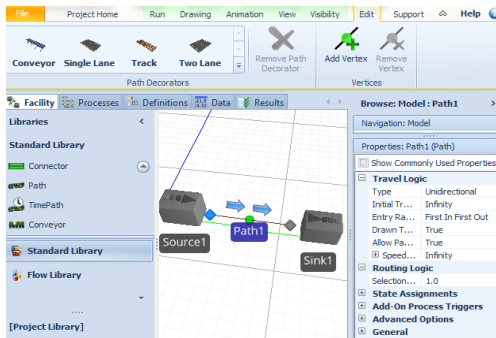 File Project Home Run Drawing Animation View Visibility Edit Support Help
Conveyor Single Lane Track Two Lane Remove Path Decorator Add Vertex Remove Vertex
Path Decorators Vertices
Facility Processes Definitions Data Results
Browse: Model : Path1
Libraries
Navigation: Model
Standard Library
Properties: Path1 (Path)
Show Commonly Used Properties
Connector
Path
TimePath
Conveyor
Standard Library
Flow Library
[Project Library]
Source1
Path1
Sink1
Travel Logic
Type Unidirectional
Initial Tr... Infinity
Entry Ra... First In First Out
Drawn T... True
Allow Pa... True
Speed... Infinity
Routing Logic
Selection... 1.0
State Assignments
Add-On Process Triggers
Advanced Options
General